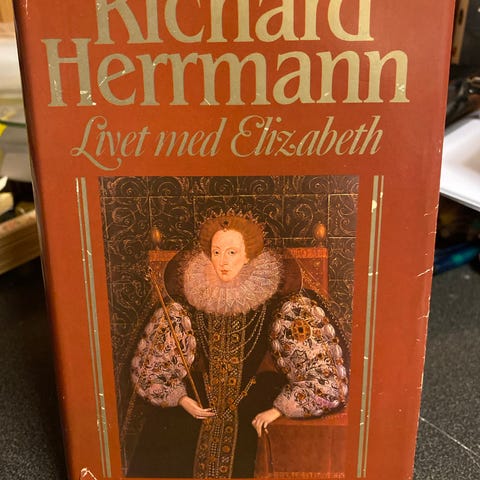 Richard
Herrmann
Livet med Elizabeth